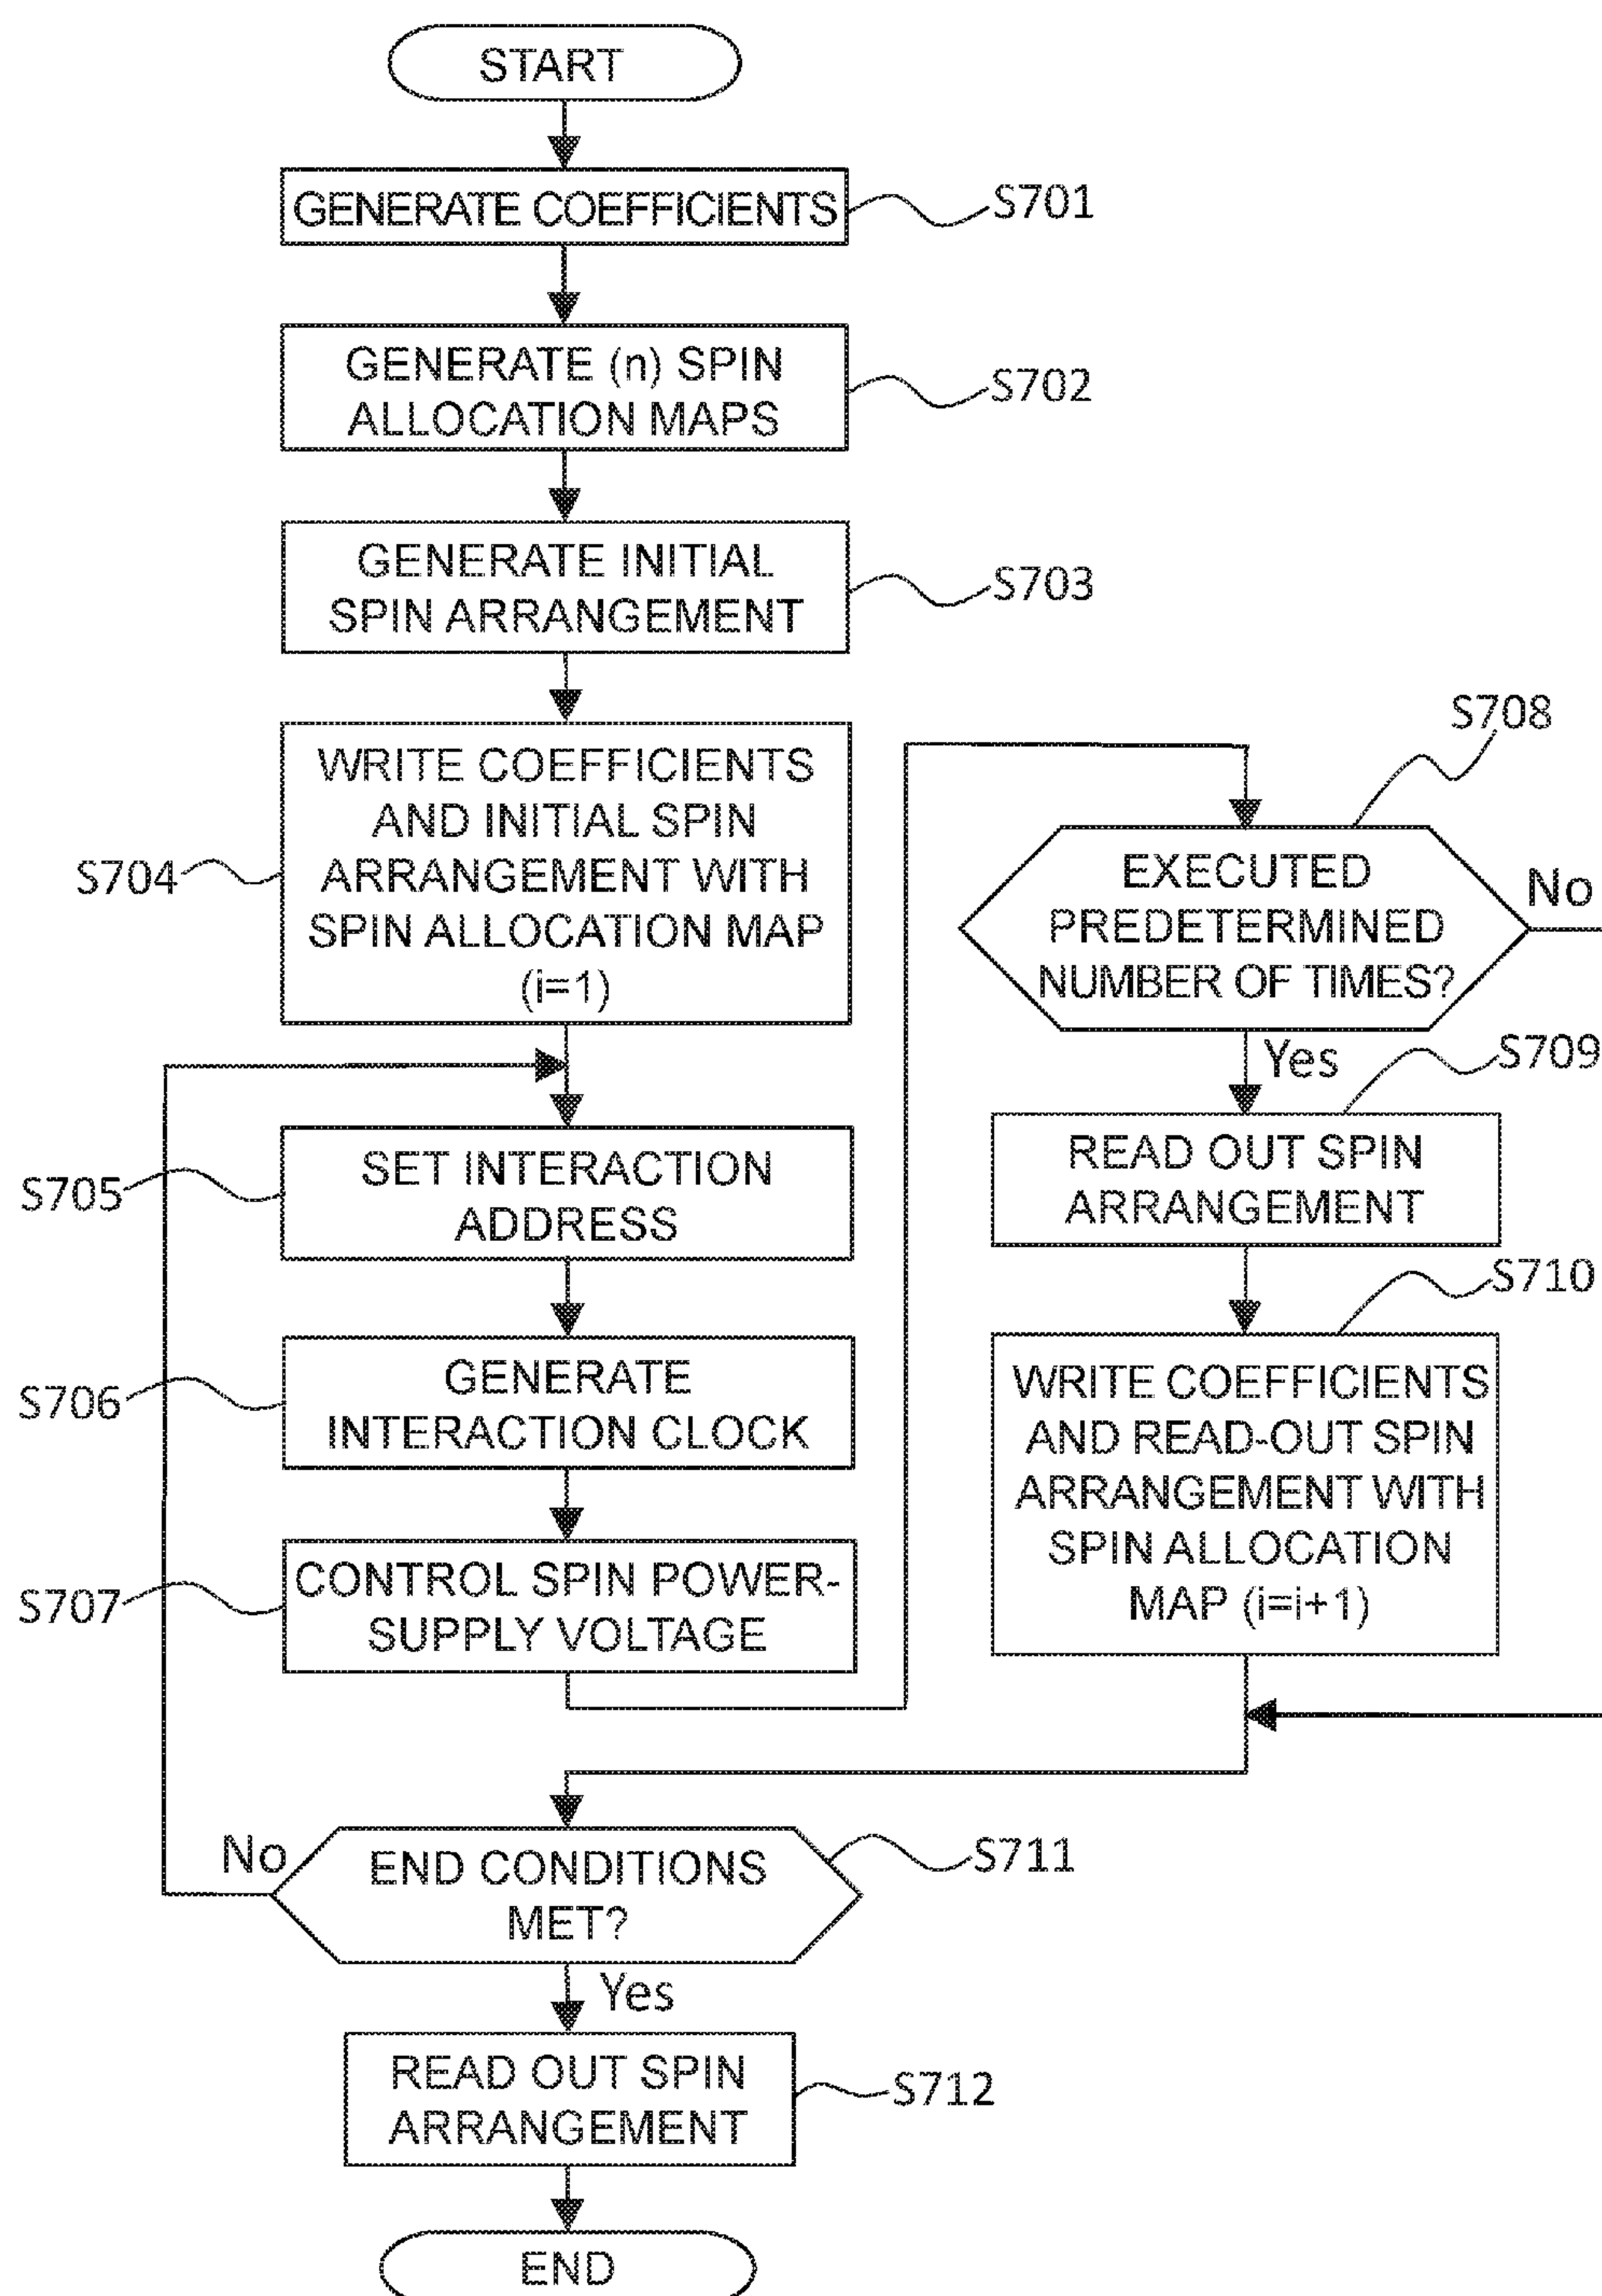 START
GENERATE COEFFICIENTS
S701
GENERATE (n) SPIN
ALLOCATION MAPS
S702
GENERATE INITIAL
SPIN ARRANGEMENT
S703
WRITE COEFFICIENTS
AND INITIAL SPIN
ARRANGEMENT WITH
SPIN ALLOCATION MAP
(i=1)
S704
SET INTERACTION
ADDRESS
S705
GENERATE
INTERACTION CLOCK
S706
CONTROL SPIN POWER-
SUPPLY VOLTAGE
S707
S708
EXECUTED
PREDETERMINED
NUMBER OF TIMES?
No
Yes
S709
READ OUT SPIN
ARRANGEMENT
S710
WRITE COEFFICIENTS
AND READ-OUT SPIN
ARRANGEMENT WITH
SPIN ALLOCATION
MAP (i=i+1)
No
END CONDITIONS
MET?
S711
Yes
READ OUT SPIN
ARRANGEMENT
S712
END